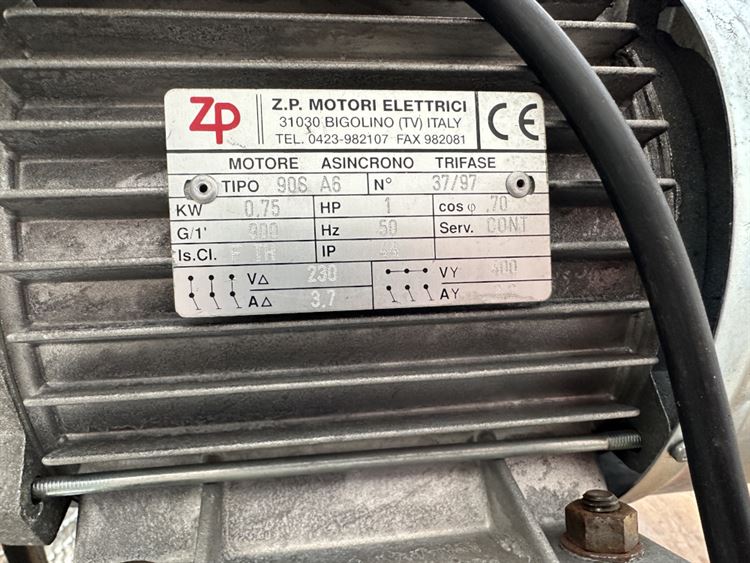 ZP
Z.P. MOTORI ELETTRICI
31030 BIGOLINO (TV) ITALY
TEL. 0423-982107 FAX 982081
CE
MOTORE ASINCRONO TRIFASE
TIPO 90S A6 N° 37/97
KW 0.75 HP 1 cos φ .70
G/1' 900 Hz 50 Serv. CONT
Is.Cl. F TR IP 44
V△ 230 VY 400
A△ 3.7 AY